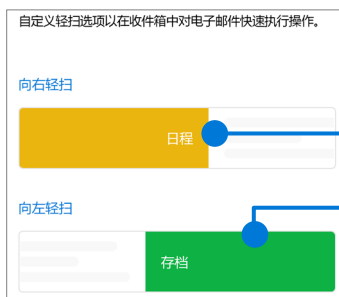 自定义轻扫选项以在收件箱中对电子邮件快速执行操作。
向右轻扫
日程
向左轻扫
存档